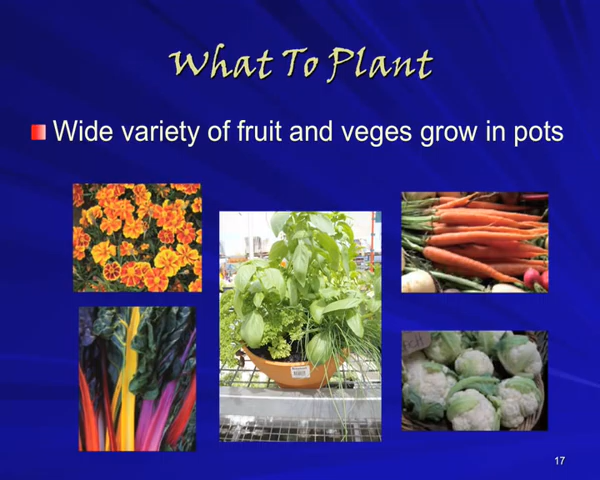 What To Plant
Wide variety of fruit and veges grow in pots
17